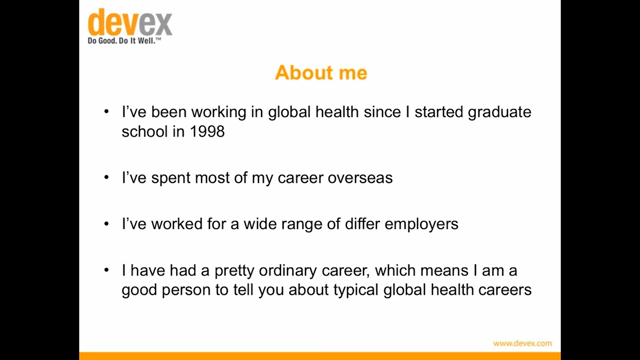 devex
Do Good. Do It Well.™
About me
• I've been working in global health since I started graduate
school in 1998
• I've spent most of my career overseas
• I've worked for a wide range of differ employers
• I have had a pretty ordinary career, which means I am a
good person to tell you about typical global health careers
www.devex.com